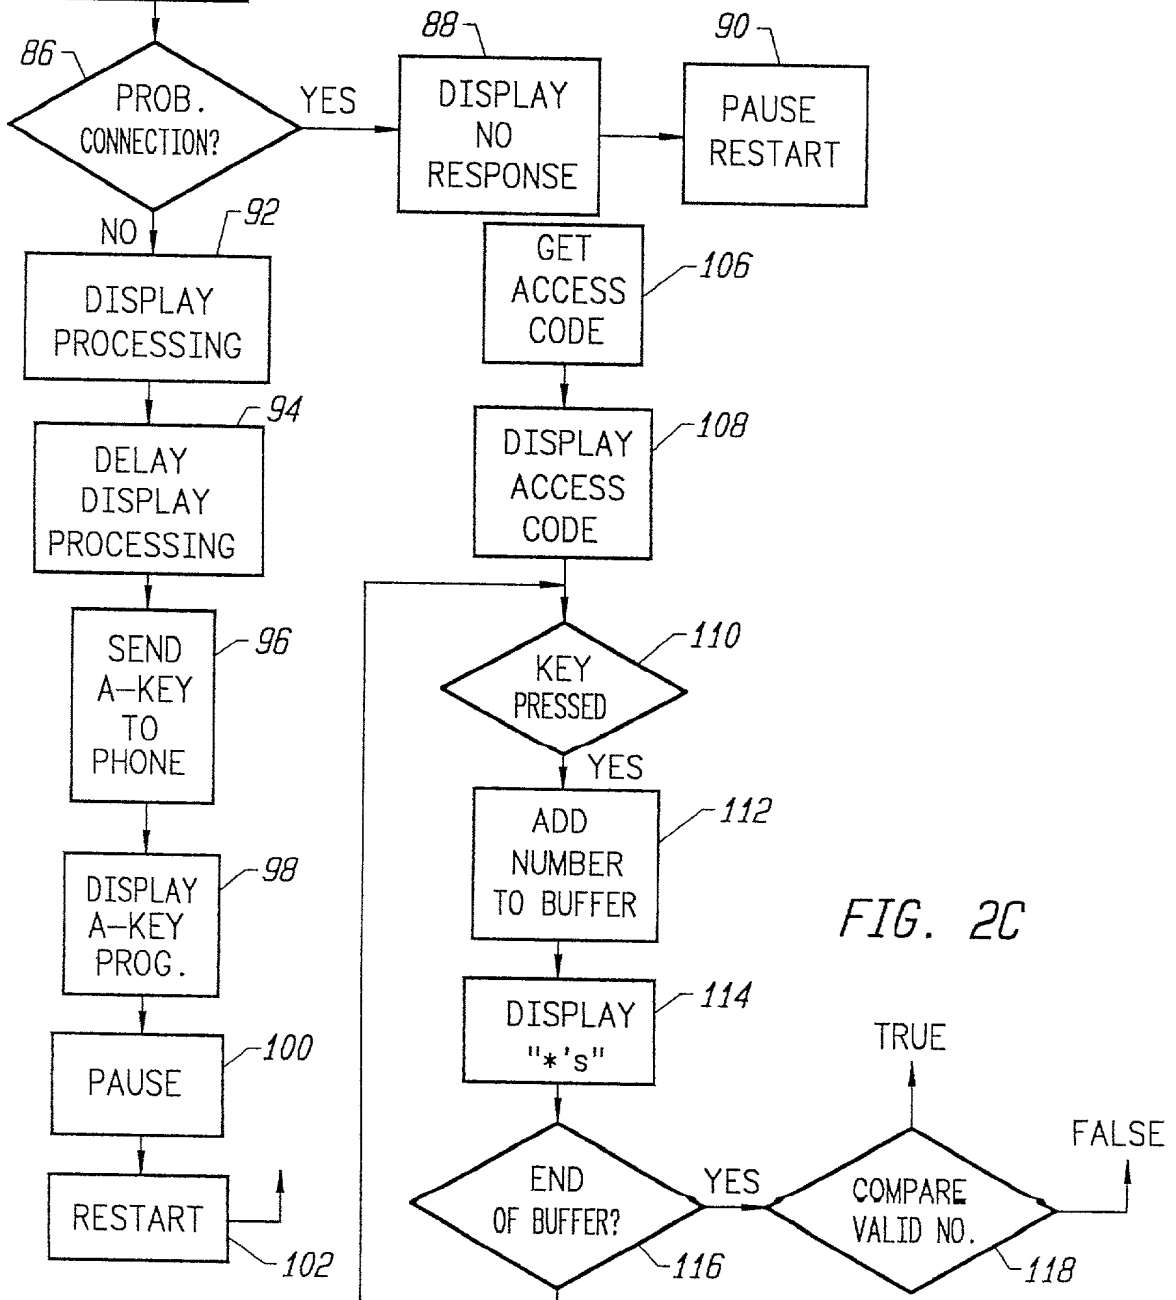 86
PROB.
CONNECTION?
YES
88
DISPLAY
NO
RESPONSE
90
PAUSE
RESTART
NO
92
DISPLAY
PROCESSING
94
DELAY
DISPLAY
PROCESSING
96
SEND
A-KEY
TO
PHONE
98
DISPLAY
A-KEY
PROG.
100
PAUSE
RESTART
102
GET
ACCESS
CODE
106
DISPLAY
ACCESS
CODE
108
KEY
PRESSED
110
YES
ADD
NUMBER
TO BUFFER
112
DISPLAY
"*'s"
114
END
OF BUFFER?
116
YES
COMPARE
VALID NO.
118
TRUE
FALSE
FIG. 2C